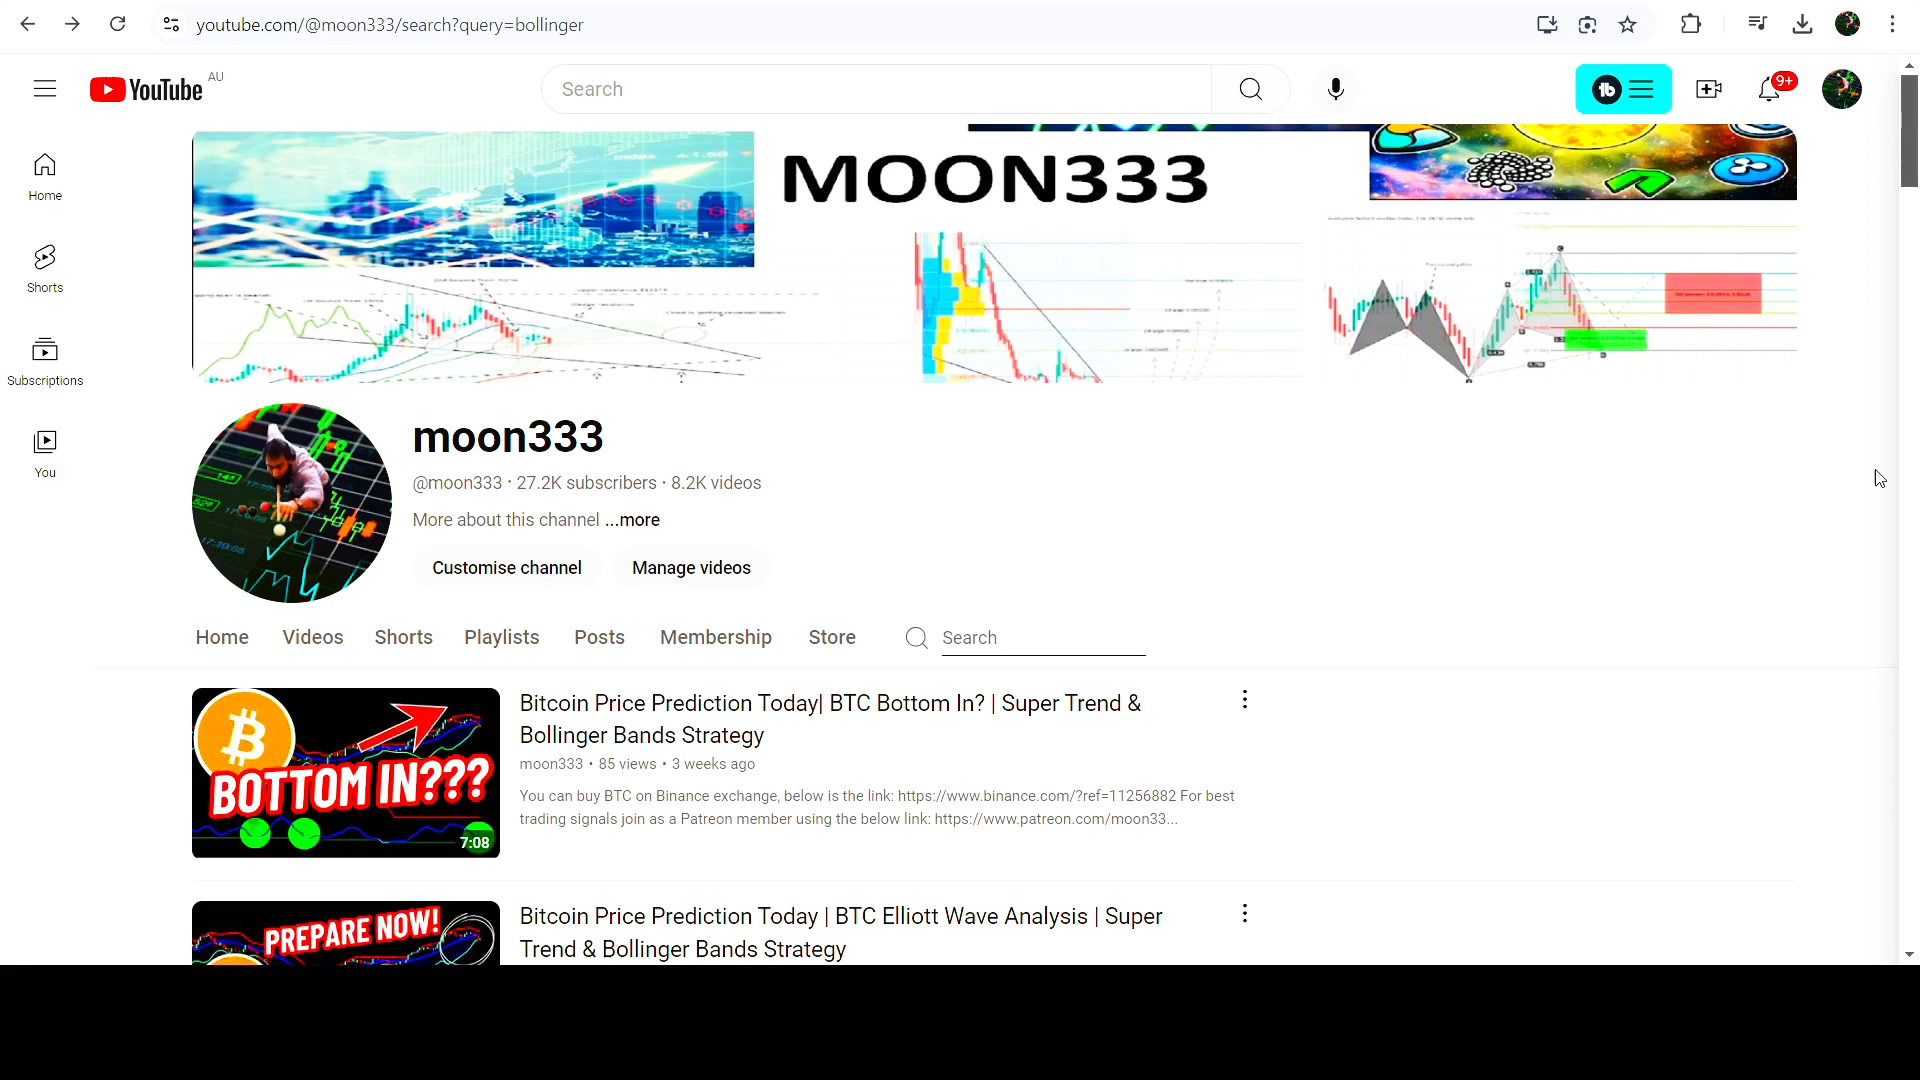 youtube.com/@moon333/search?query=bollinger
YouTube AU
Search
9+
Home
Shorts
Subscriptions
You
MOON333
moon333
@moon333 · 27.2K subscribers · 8.2K videos
More about this channel ...more
Customise channel
Manage videos
Home Videos Shorts Playlists Posts Membership Store Search
BOTTOM IN???
7:08
Bitcoin Price Prediction Today| BTC Bottom In? | Super Trend &
Bollinger Bands Strategy
moon333 • 85 views • 3 weeks ago
You can buy BTC on Binance exchange, below is the link: https://www.binance.com/?ref=11256882 For best
trading signals join as a Patreon member using the below link: https://www.patreon.com/moon33...
PREPARE NOW!
Bitcoin Price Prediction Today | BTC Elliott Wave Analysis | Super
Trend & Bollinger Bands Strategy